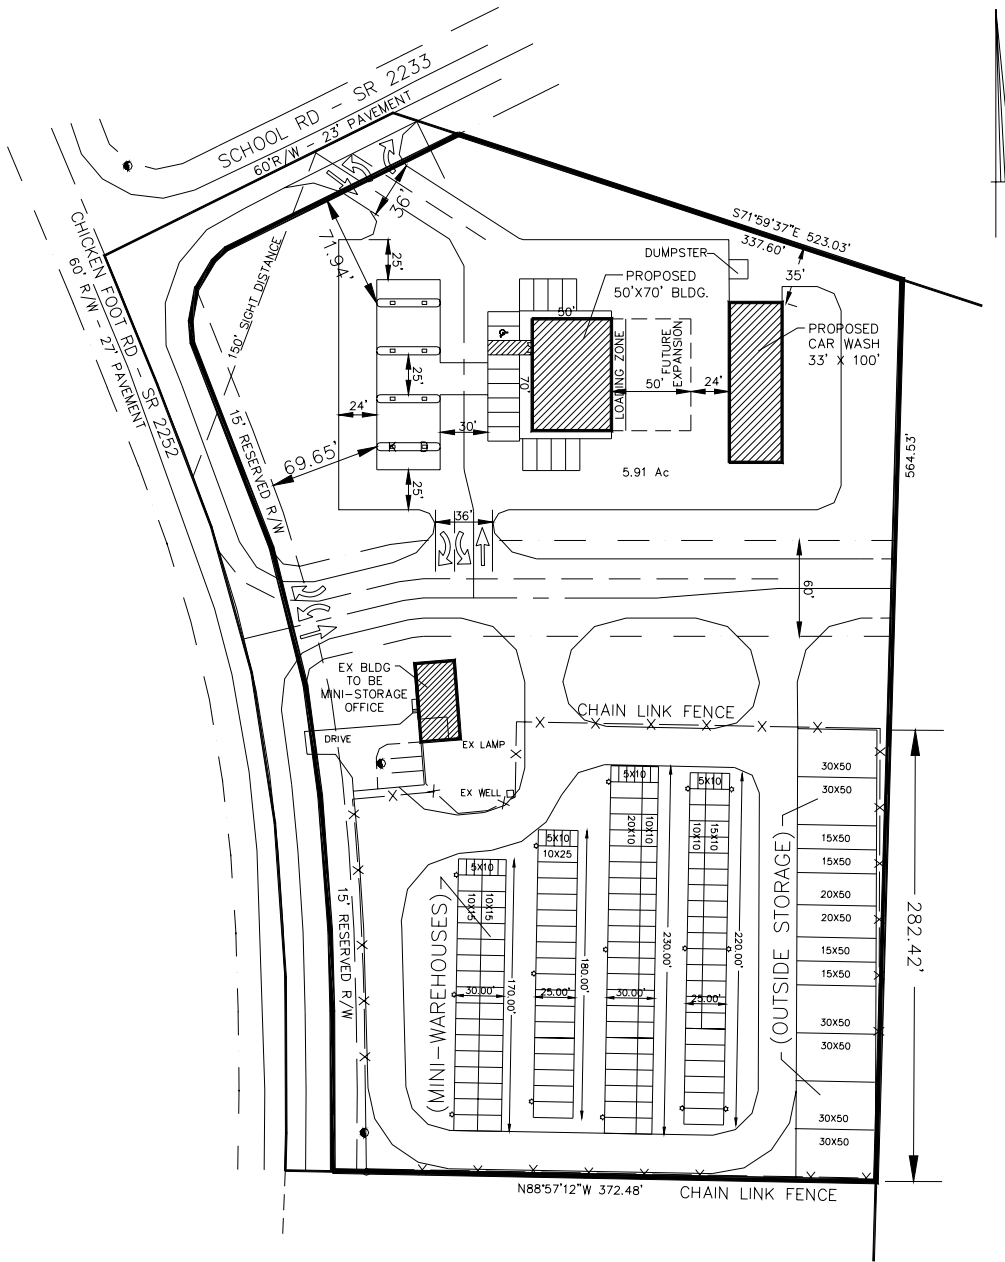 SCHOOL RD - SR 2233
60'R/W - 23' PAVEMENT
CHICKEN FOOT RD - SR 2252
60' R/W - 27' PAVEMENT
S71°59'37"E 523.03'
337.60'
36'
71.94'
25'
150' SIGHT DISTANCE
DUMPSTER
35'
PROPOSED
50'X70' BLDG.
50'
70'
LOADING ZONE
FUTURE
EXPANSION
50'
24'
PROPOSED
CAR WASH
33' X 100'
25'
24'
30'
69.65'
25'
15' RESERVED R/W
5.91 Ac
564.53'
36'
60'
EX BLDG
TO BE
MINI-STORAGE
OFFICE
DRIVE
EX LAMP
EX WELL
CHAIN LINK FENCE
5X10
20X10
10X10
5X10
10X10
15X10
5X10
10X25
5X10
10X15
10X15
30.00'
170.00'
25.00'
180.00'
30.00'
230.00'
25.00'
220.00'
(MINI-WAREHOUSES)
(OUTSIDE STORAGE)
30X50
30X50
15X50
15X50
20X50
20X50
15X50
15X50
30X50
30X50
30X50
30X50
282.42'
15' RESERVED R/W
N88°57'12"W 372.48'
CHAIN LINK FENCE